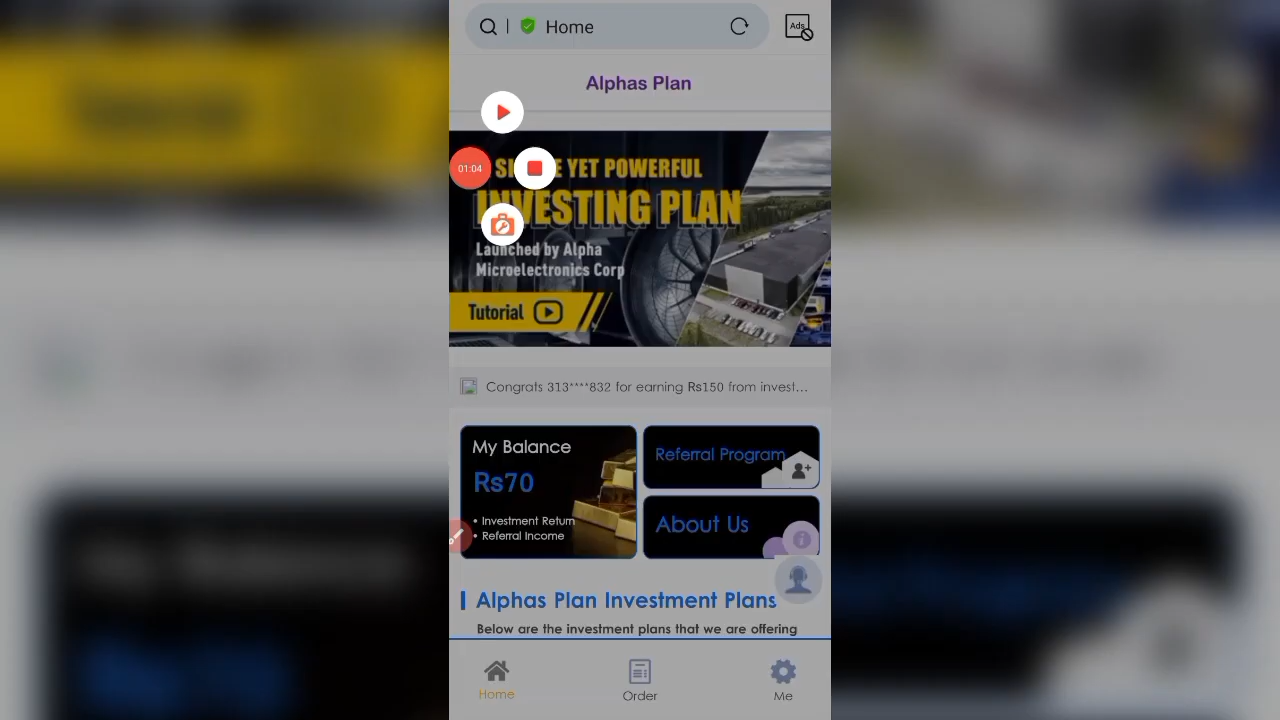 Home
Ads
Alphas Plan
01:04
YET POWERFUL
INVESTING PLAN
Launched by Alpha
Microelectronics Corp
Tutorial
Congrats 313****832 for earning Rs150 from invest...
My Balance
Rs70
• Investment Return
• Referral Income
Referral Program
About Us
Alphas Plan Investment Plans
Below are the investment plans that we are offering
Home
Order
Me